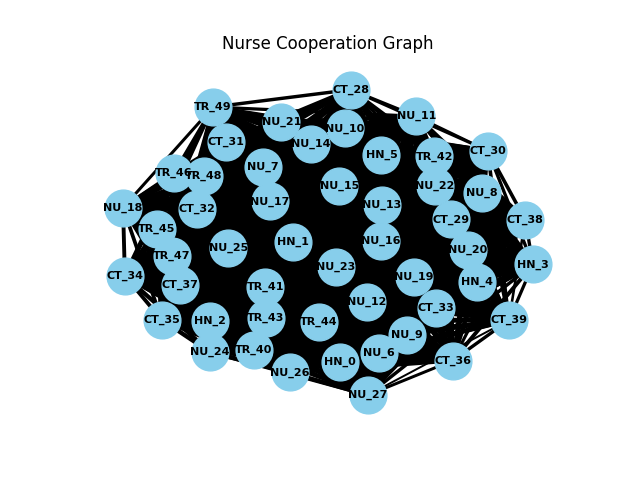 Nurse Cooperation Graph
CT_28
TR_49
NU_11
NU_21
NU_10
CT_31
NU_14
CT_30
HN_5
TR_42
NU_7
TR_46
TR_48
NU_15
NU_22
NU_8
NU_17
NU_13
NU_18
CT_32
CT_29
CT_38
TR_45
HN_1
NU_16
NU_25
NU_20
TR_47
NU_23
HN_3
CT_34
NU_19
HN_4
CT_37
TR_41
NU_12
CT_33
CT_35
HN_2
TR_43
TR_44
CT_39
NU_9
NU_24
TR_40
NU_6
HN_0
CT_36
NU_26
NU_27